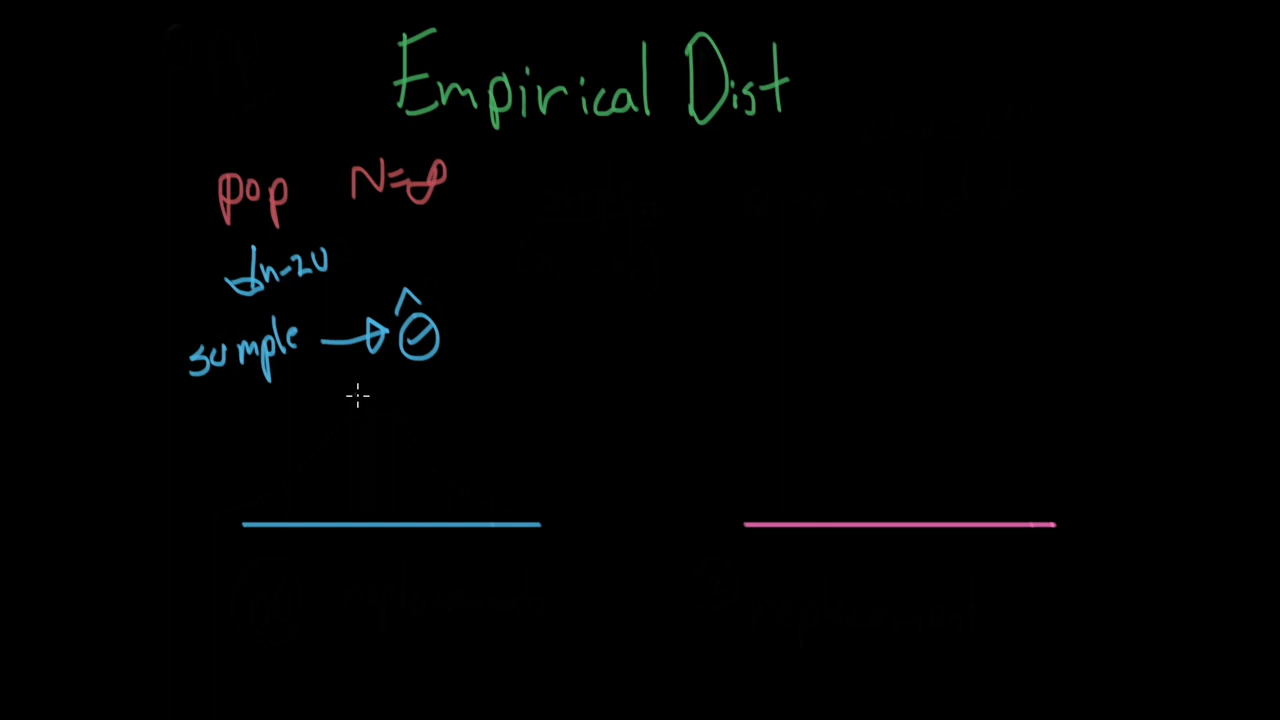 Empirical Dist
pop N=∞
n=20
sample → θ̂